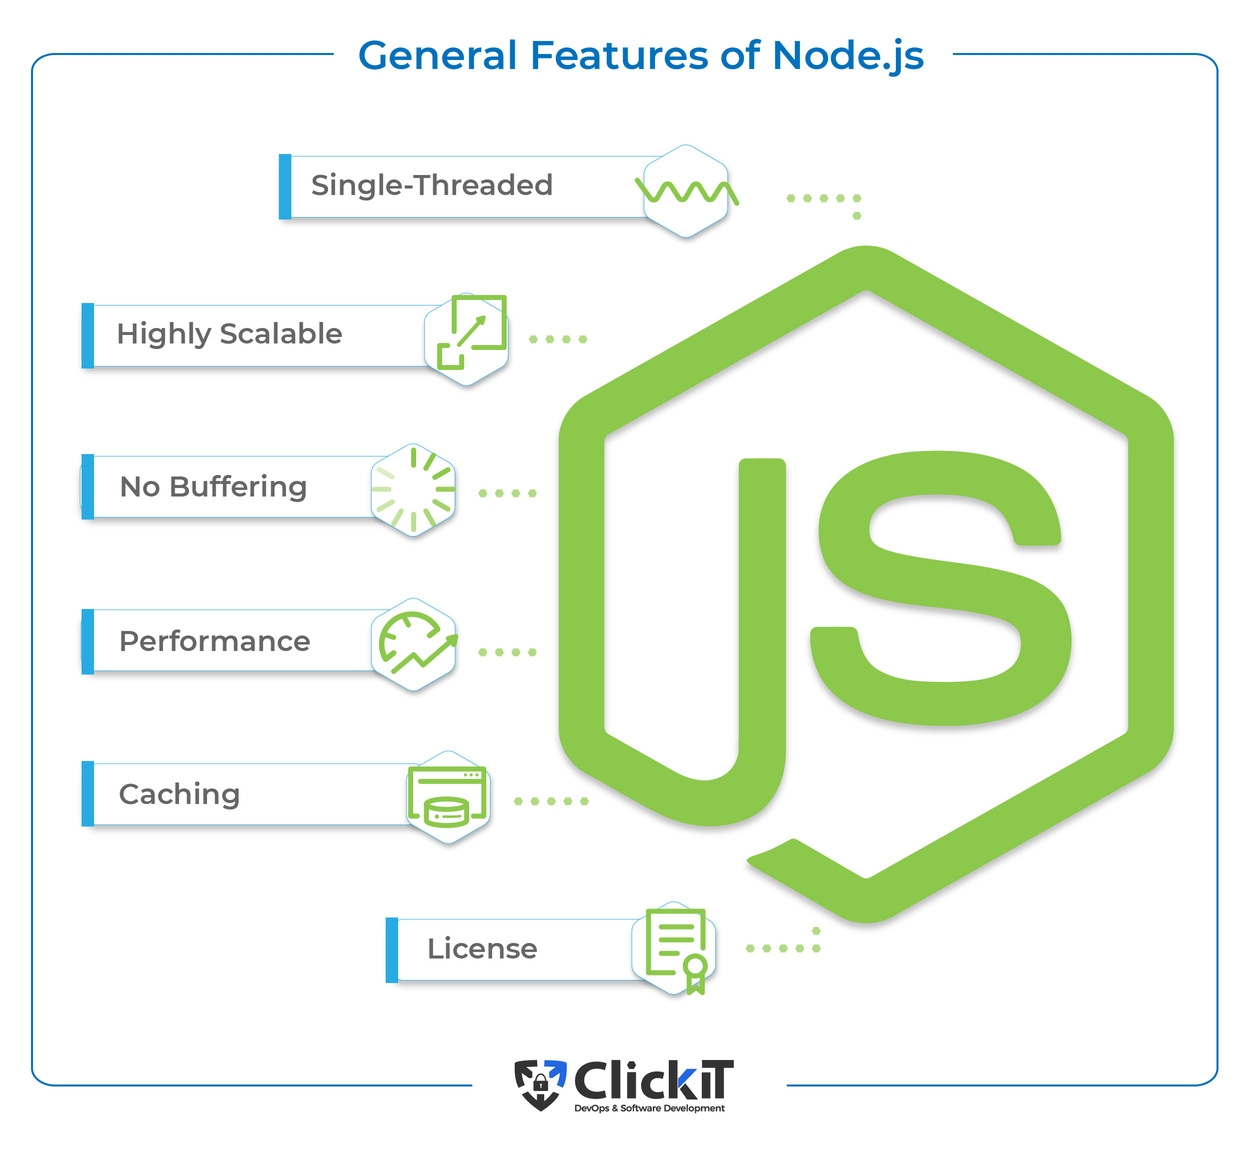 General Features of Node.js
Single-Threaded
Highly Scalable
No Buffering
Performance
Caching
License
JS
ClickIT
DevOps & Software Development